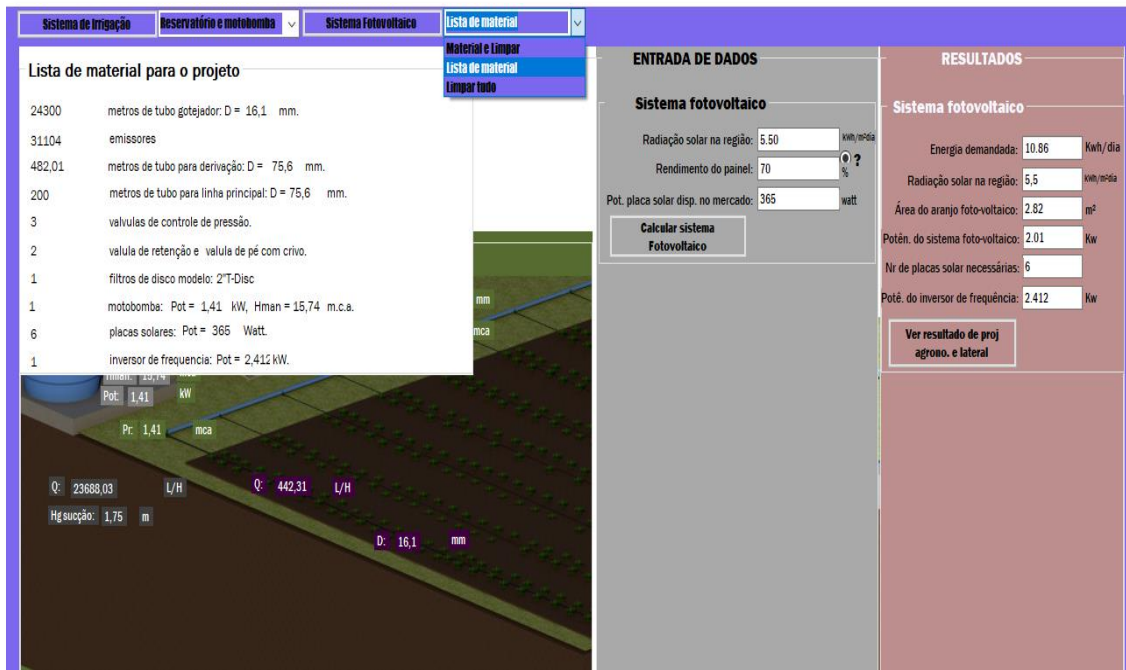 Sistema de Irrigação
Reservatório e motobomba
Sistema Fotovoltaico
Lista de material
Material e Limpar
Lista de material
Limpar tudo
Lista de material para o projeto
24300 metros de tubo gotejador: D = 16,1 mm.
31104 emissores
482,01 metros de tubo para derivação: D = 75,6 mm.
200 metros de tubo para linha principal: D = 75,6 mm.
3 valvulas de controle de pressão.
2 valula de retenção e valula de pé com crivo.
1 filtros de disco modelo: 2"T-Disc
1 motobomba: Pot = 1,41 kW, Hman = 15,74 m.c.a.
6 placas solares: Pot = 365 Watt.
1 inversor de frequencia: Pot = 2,412 kW.
mm
mca
Hman: 15,74 mca
Pot: 1,41 kW
Pr: 1,41 mca
Q: 23688,03 L/H
Q: 442,31 L/H
Hg sucção: 1,75 m
D: 16,1 mm
ENTRADA DE DADOS
Sistema fotovoltaico
Radiação solar na região: 5.50 KWh/m²dia
Rendimento do painel: 70 % ?
Pot. placa solar disp. no mercado: 365 watt
Calcular sistema
Fotovoltaico
RESULTADOS
Sistema fotovoltaico
Energia demandada: 10.86 Kwh/dia
Radiação solar na região: 5,5 KWh/m²dia
Área do aranjo foto-voltaico: 2.82 m²
Potên. do sistema foto-voltaico: 2.01 Kw
Nr de placas solar necessárias: 6
Poté. do inversor de frequência: 2.412 Kw
Ver resultado de proj
agrono. e lateral